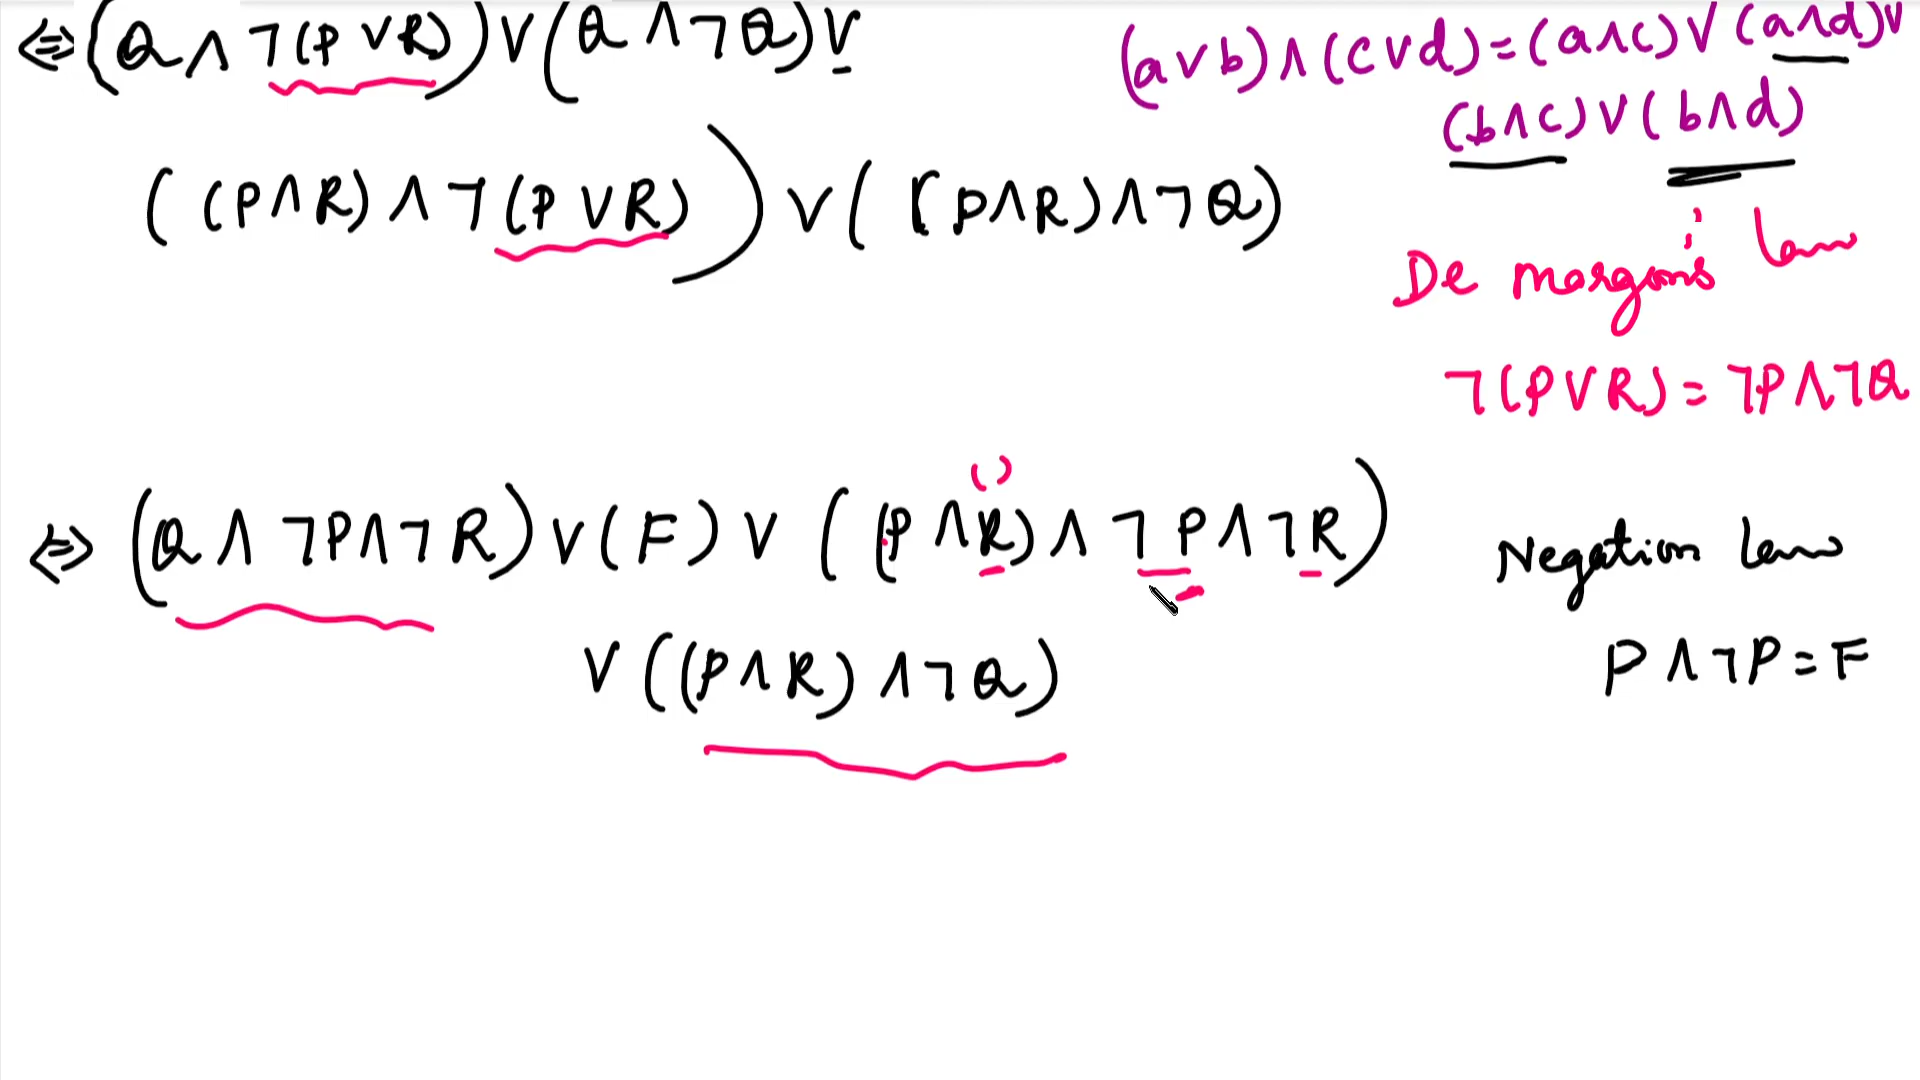 ⇔ (Q ∧ ¬(P ∨ R)) ∨ (Q ∧ ¬Q) ∨
((P ∧ R) ∧ ¬(P ∨ R)) ∨ ((P ∧ R) ∧ ¬Q)
(a ∨ b) ∧ (c ∨ d) = (a ∧ c) ∨ (a ∧ d) ∨
(b ∧ c) ∨ (b ∧ d)
De morgan's law
¬(P ∨ R) = ¬P ∧ ¬Q
⇔ (Q ∧ ¬P ∧ ¬R) ∨ (F) ∨ ((P ∧ R) ∧ ¬P ∧ ¬R)
∨ ((P ∧ R) ∧ ¬Q)
Negation law
P ∧ ¬P = F